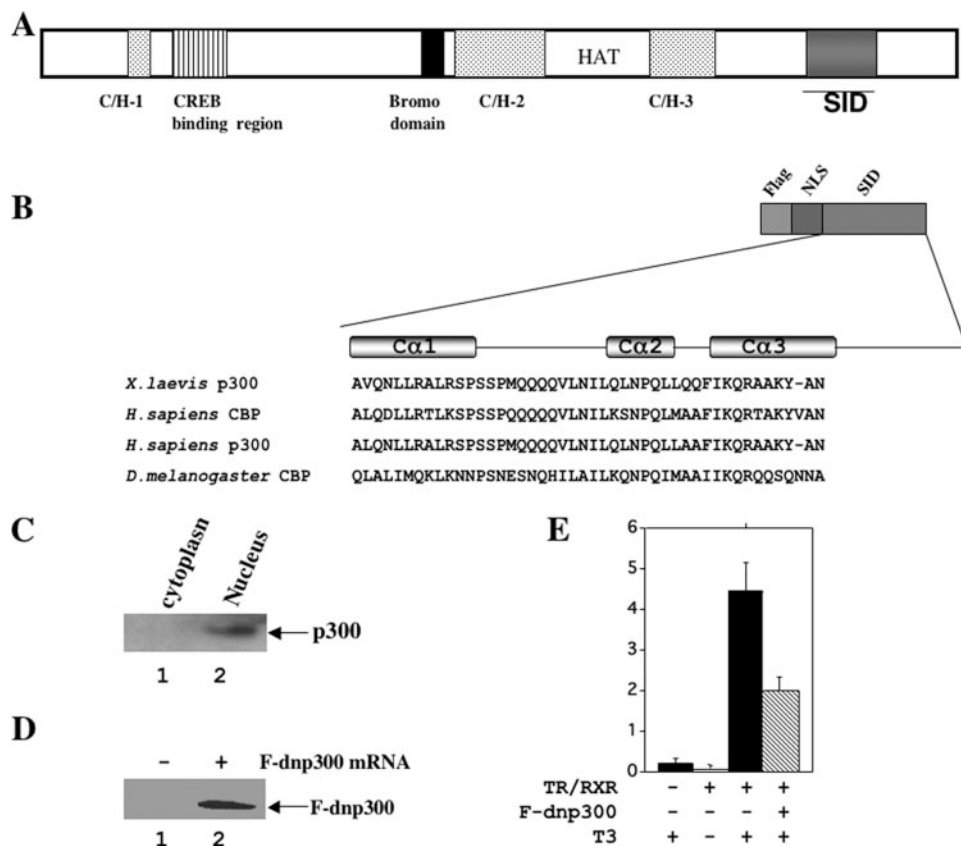 A
HAT
C/H-1 CREB Bromo C/H-2 C/H-3 SID
binding region domain
B
Flag NLS SID
Cα1 Cα2 Cα3
X.laevis p300 AVQNLLRALRSPSSPMQQQQVLNILQLNPQLLQQFIKQRAAKY-AN
H.sapiens CBP ALQDLLRTLKSPSSPQQQQQVLNILKSNPQLMAAFIKQRTAKYVAN
H.sapiens p300 ALQNLLRALRSPSSPMQQQQVLNILQLNPQLLAAFIKQRAAKY-AN
D.melanogaster CBP QLALIMQKLKNNPSNESNQHILAILKQNPQIMAAIIKQRQQSQNNA
C
cytoplasn Nucleus
p300
1 2
D
- + F-dnp300 mRNA
F-dnp300
1 2
E
6
5
4
3
2
1
0
TR/RXR - + + +
F-dnp300 +
T3 + - + +